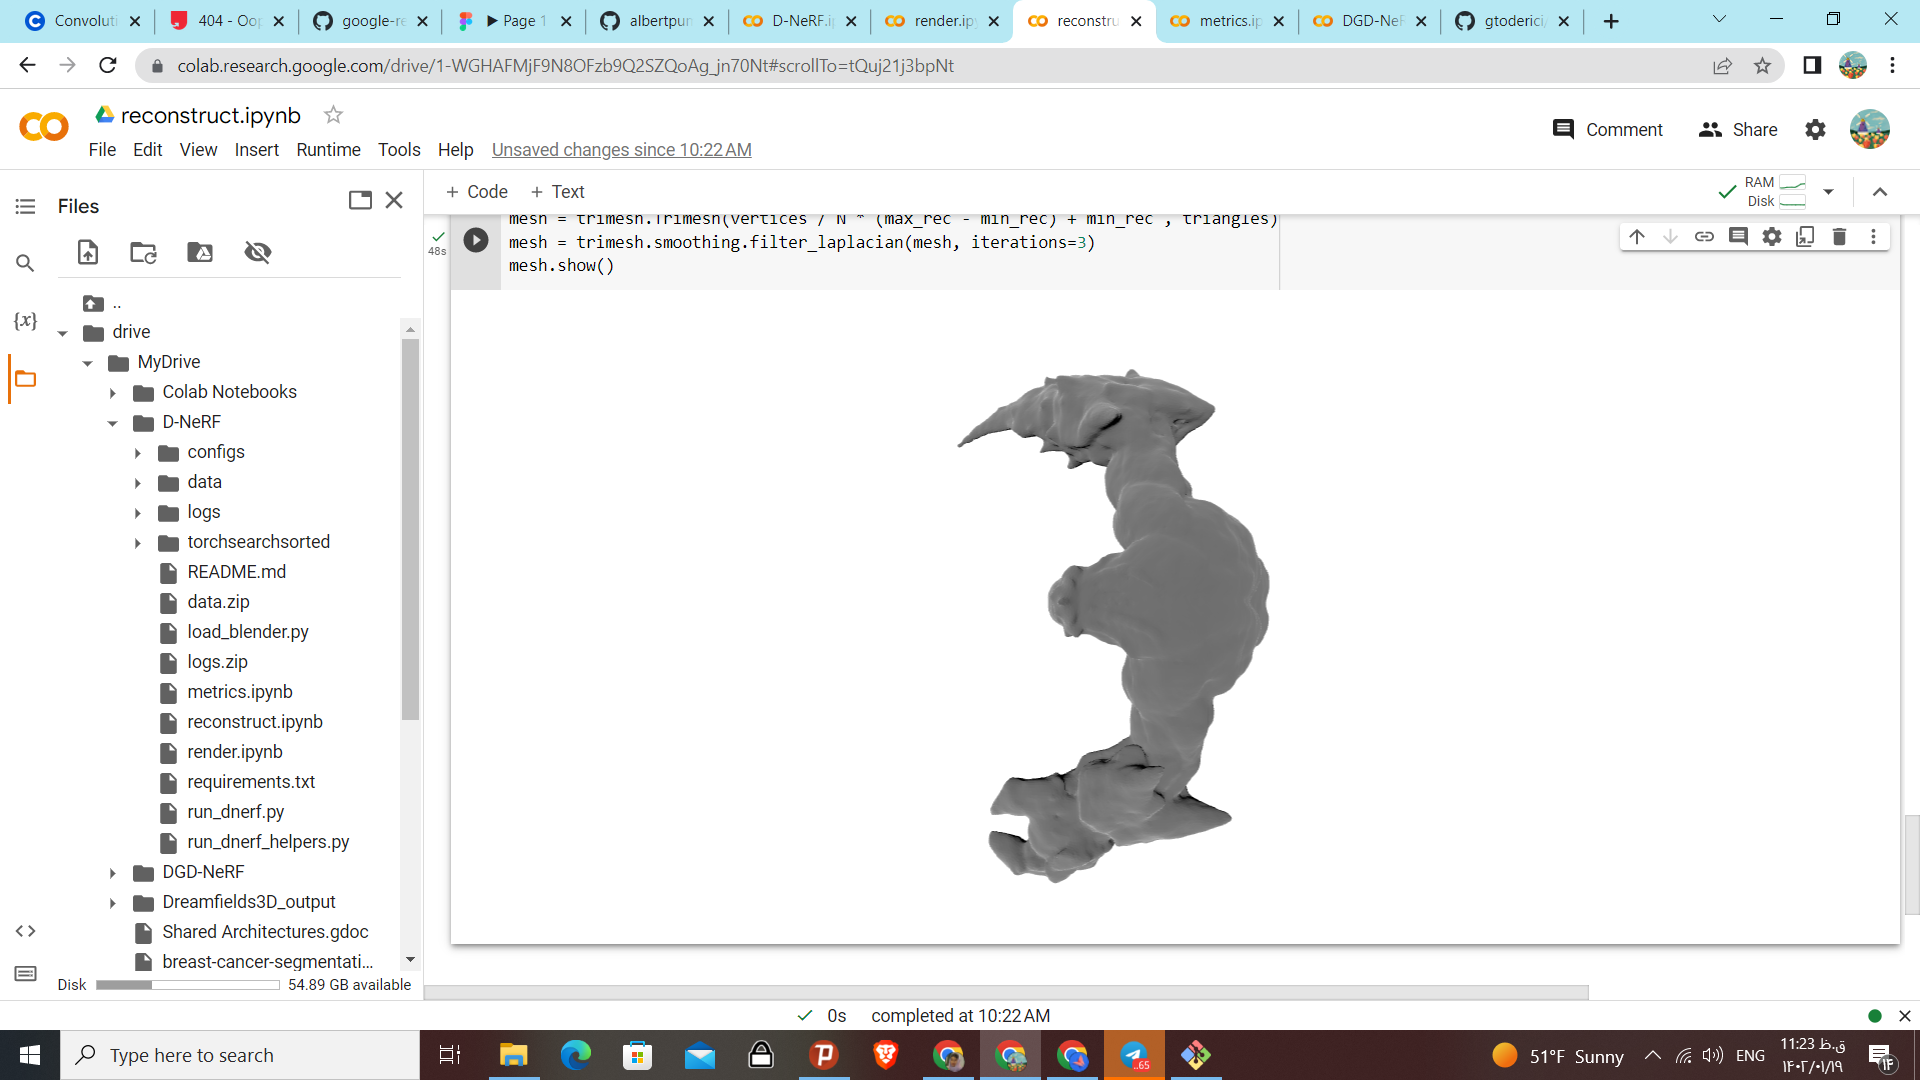 Convoluti
404 - Oop
google-re
Page 1
albertpum
D-NeRF.i
render.ipy
reconstru
metrics.ip
DGD-NeR
gtoderici/
colab.research.google.com/drive/1-WGHAFMjF9N8OFzb9Q2SZQoAg_jn70Nt#scrollTo=tQuj21j3bpNt
reconstruct.ipynb
Comment
Share
File Edit View Insert Runtime Tools Help Unsaved changes since 10:22 AM
Files
+ Code + Text
RAM
Disk
{x}
..
drive
MyDrive
Colab Notebooks
D-NeRF
configs
data
logs
torchsearchsorted
README.md
data.zip
load_blender.py
logs.zip
metrics.ipynb
reconstruct.ipynb
render.ipynb
requirements.txt
run_dnerf.py
run_dnerf_helpers.py
DGD-NeRF
Dreamfields3D_output
Shared Architectures.gdoc
breast-cancer-segmentati...
Disk 54.89 GB available
48s
mesh = trimesh.Trimesh(vertices / N * (max_rec - min_rec) + min_rec , triangles)
mesh = trimesh.smoothing.filter_laplacian(mesh, iterations=3)
mesh.show()
0s completed at 10:22 AM
Type here to search
..65
51°F Sunny
ENG
11:23 ق.ظ
۱۴۰۲/۰۱/۱۹
۱۴